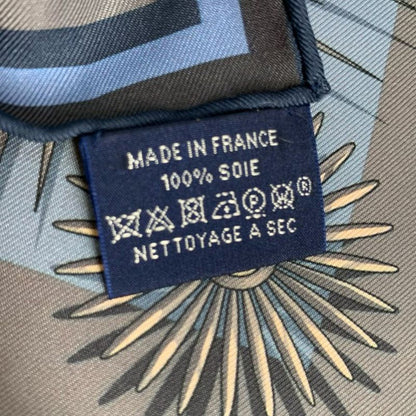 MADE IN FRANCE
100% SOIE
P W ®
NETTOYAGE A SEC